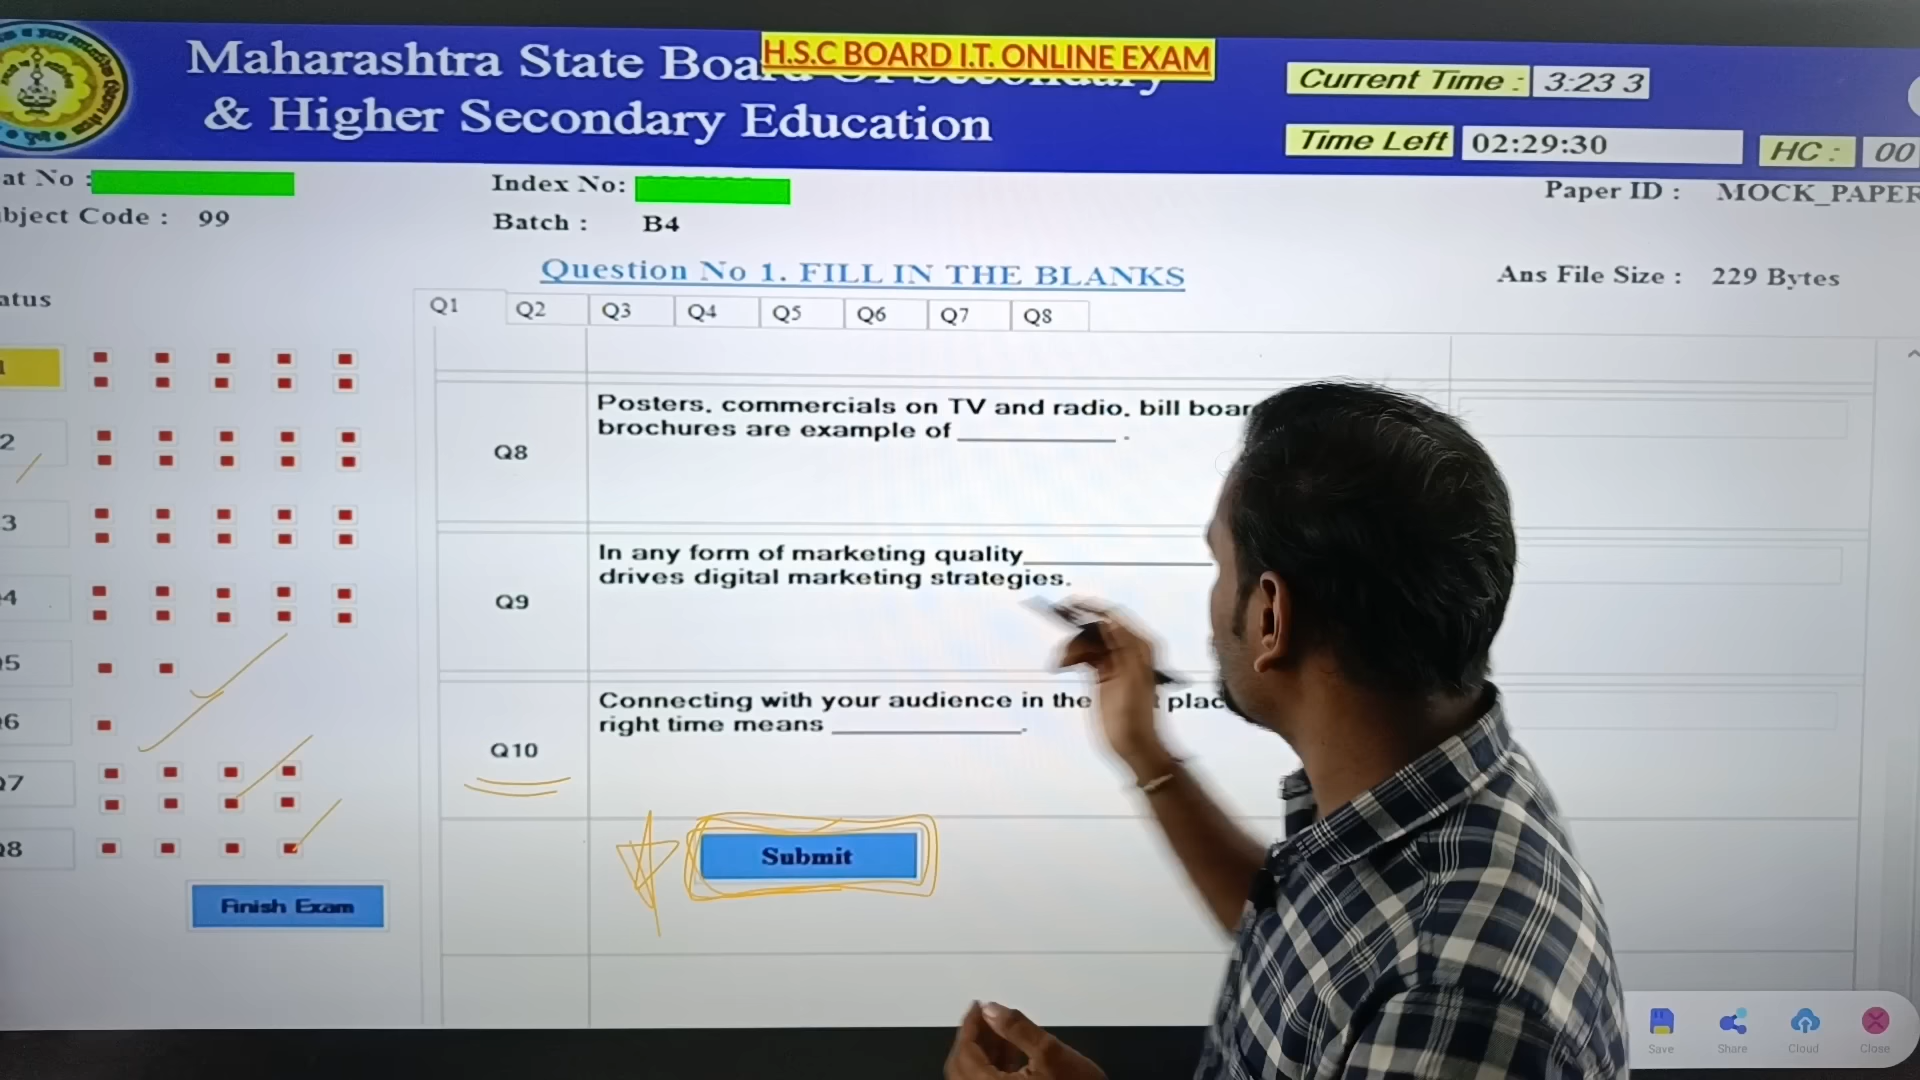 Maharashtra State Boa
H.S.C BOARD I.T. ONLINE EXAM
& Higher Secondary Education
Current Time : 3:23 3
Time Left 02:29:30 HC : 00
at No :
Index No:
Paper ID : MOCK_PAPER
bject Code : 99
Batch : B4
Question No 1. FILL IN THE BLANKS
Ans File Size : 229 Bytes
atus
Q1 Q2 Q3 Q4 Q5 Q6 Q7 Q8
1
2
3
4
5
6
7
8
Finish Exam
Q8
Posters, commercials on TV and radio, bill boar
brochures are example of ____________ .
Q9
In any form of marketing quality______________
drives digital marketing strategies.
Q10
Connecting with your audience in the plac
right time means ______________.
Submit
Save Share Cloud Close